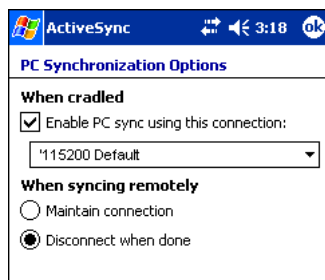 ActiveSync 3:18 ok
PC Synchronization Options
When cradled
Enable PC sync using this connection:
'115200 Default
When syncing remotely
Maintain connection
Disconnect when done